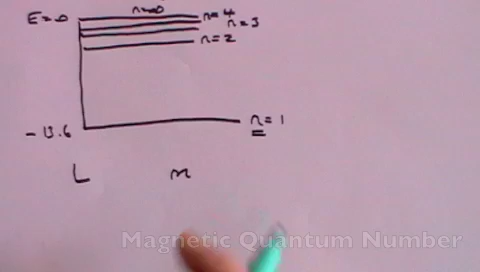 E=0 n=∞ n=4
n=3
n=2
-13.6 n=1
L m
Magnetic Quantum Number